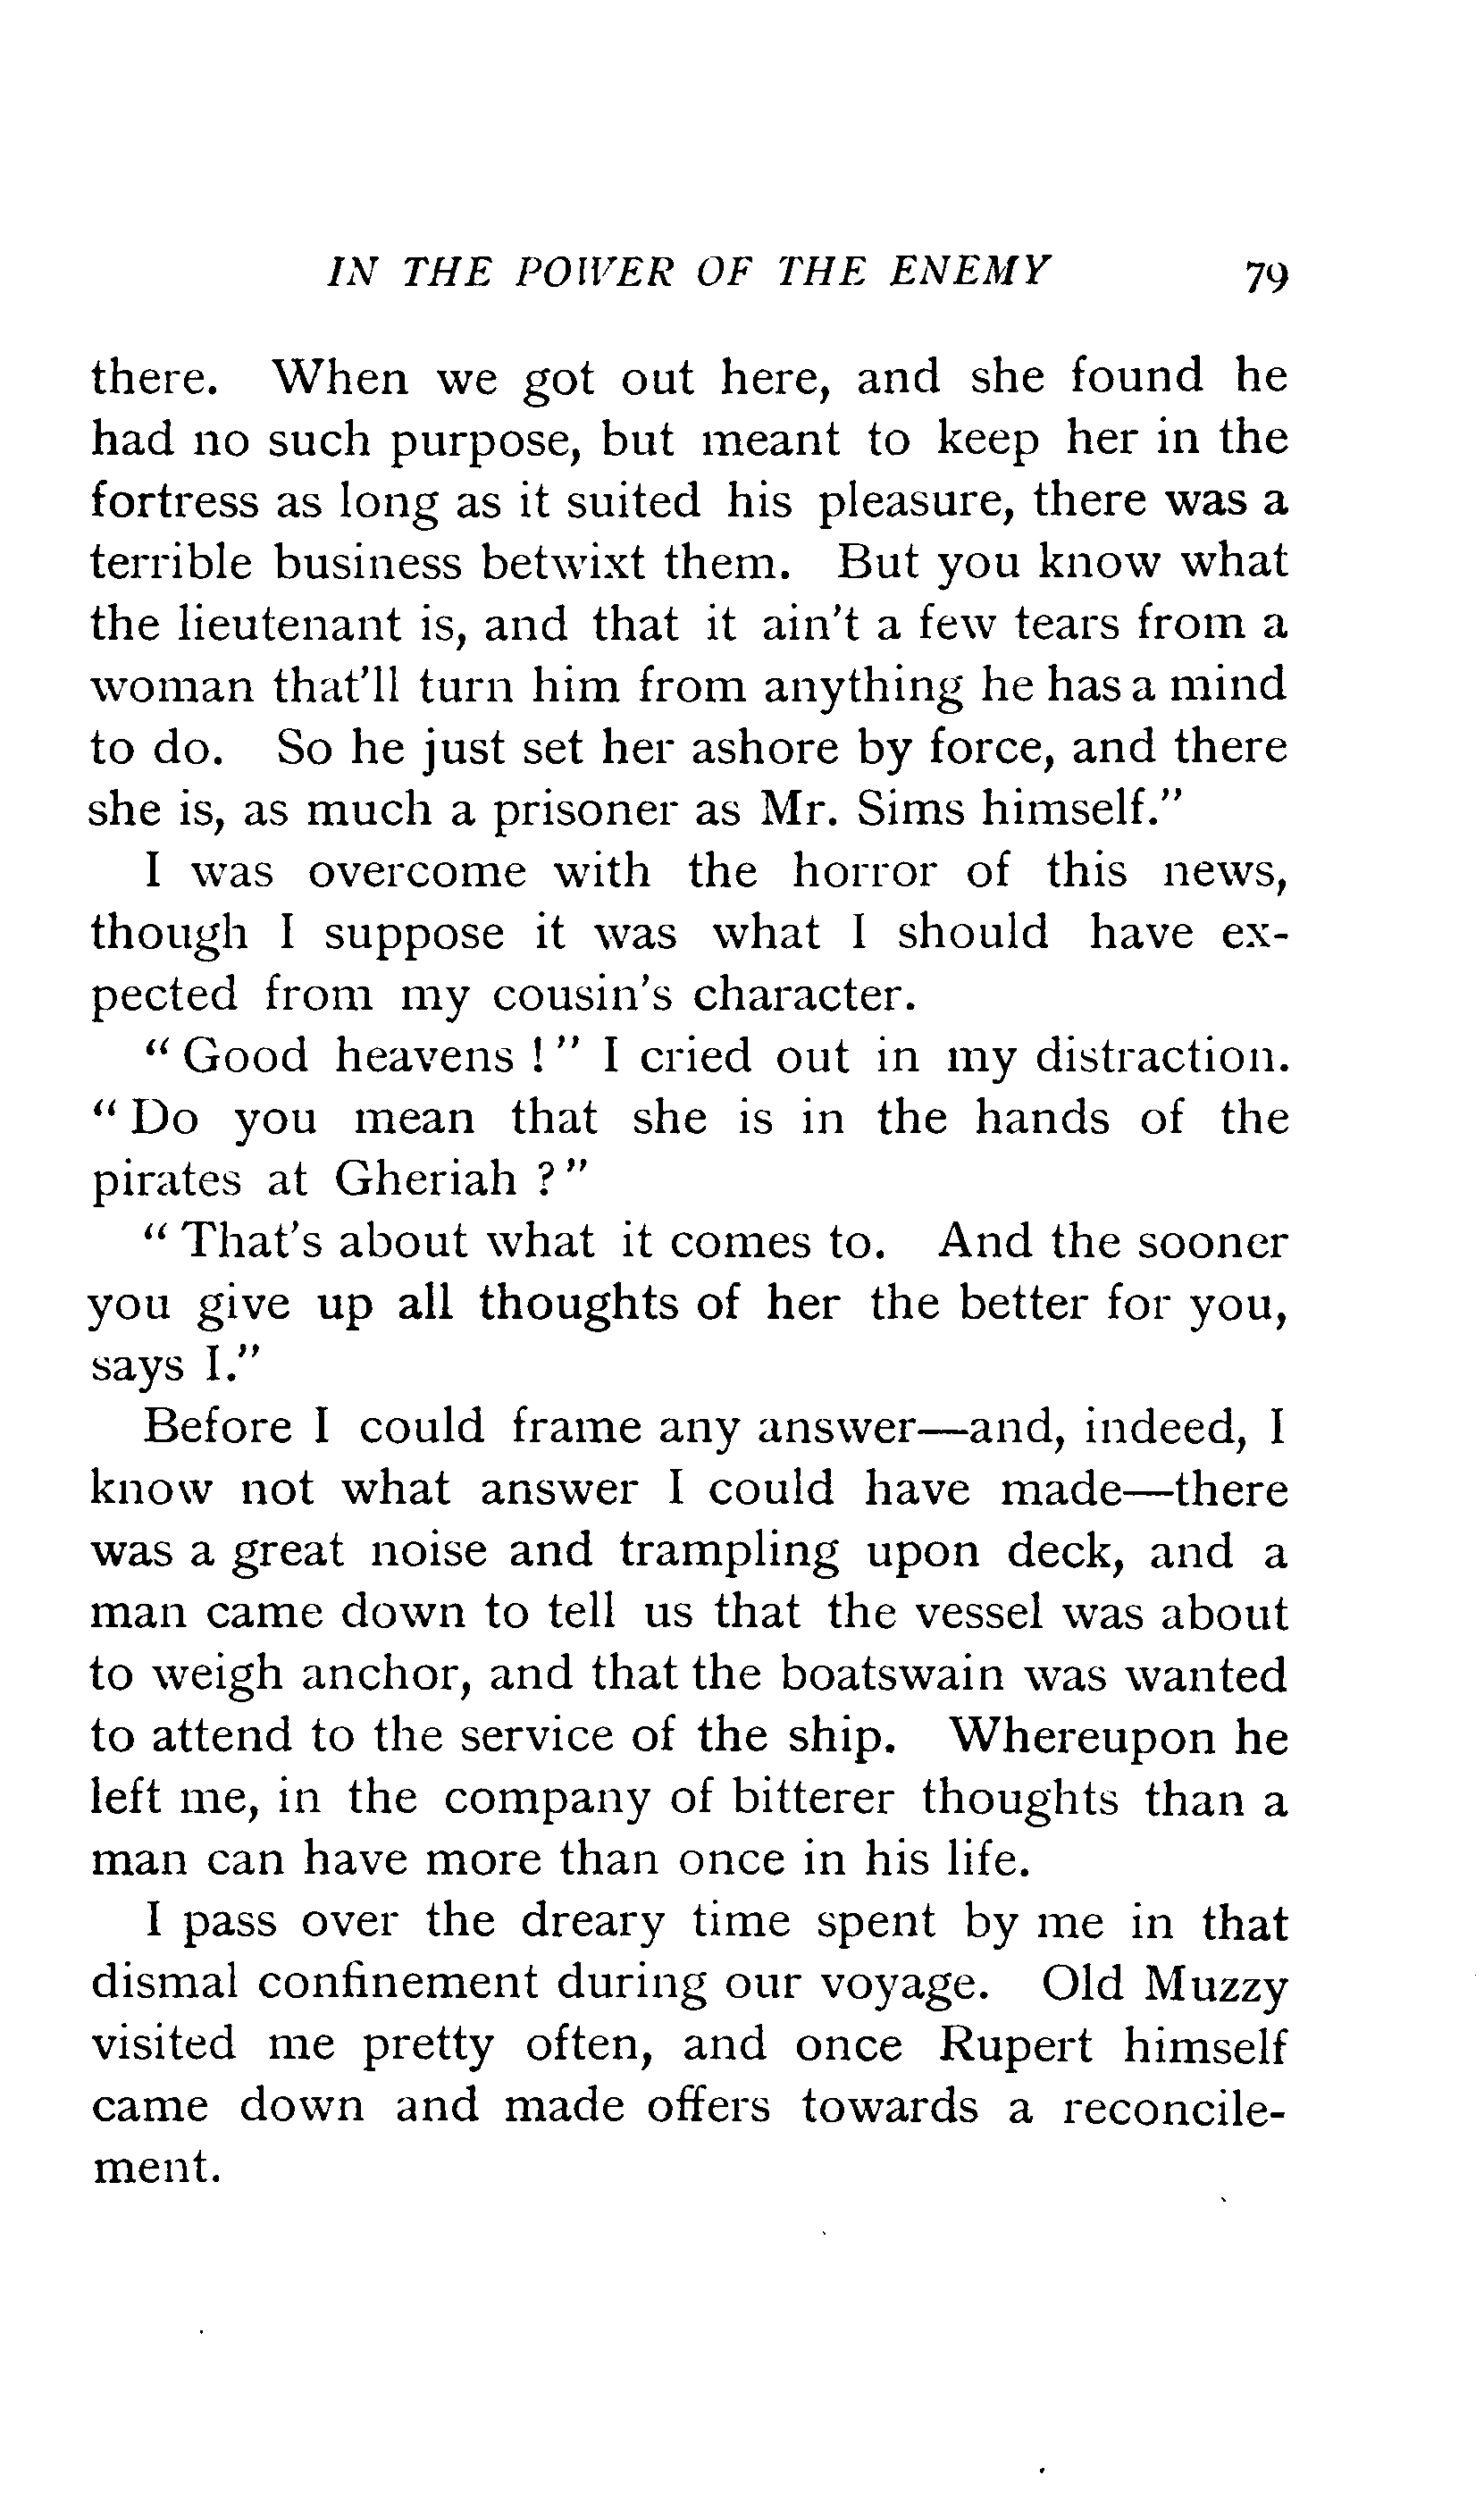 IN THE POWER OF THE ENEMY 79
there. When we got out here, and she found he
had no such purpose, but meant to keep her in the
fortress as long as it suited his pleasure, there was a
terrible business betwixt them. But you know what
the lieutenant is, and that it ain't a few tears from a
woman that'll turn him from anything he has a mind
to do. So he just set her ashore by force, and there
she is, as much a prisoner as Mr. Sims himself."
I was overcome with the horror of this news,
though I suppose it was what I should have ex-
pected from my cousin's character.
"Good heavens!" I cried out in my distraction.
"Do you mean that she is in the hands of the
pirates at Gheriah?"
"That's about what it comes to. And the sooner
you give up all thoughts of her the better for you,
says I."
Before I could frame any answer—and, indeed, I
know not what answer I could have made—there
was a great noise and trampling upon deck, and a
man came down to tell us that the vessel was about
to weigh anchor, and that the boatswain was wanted
to attend to the service of the ship. Whereupon he
left me, in the company of bitterer thoughts than a
man can have more than once in his life.
I pass over the dreary time spent by me in that
dismal confinement during our voyage. Old Muzzy
visited me pretty often, and once Rupert himself
came down and made offers towards a reconcile-
ment.